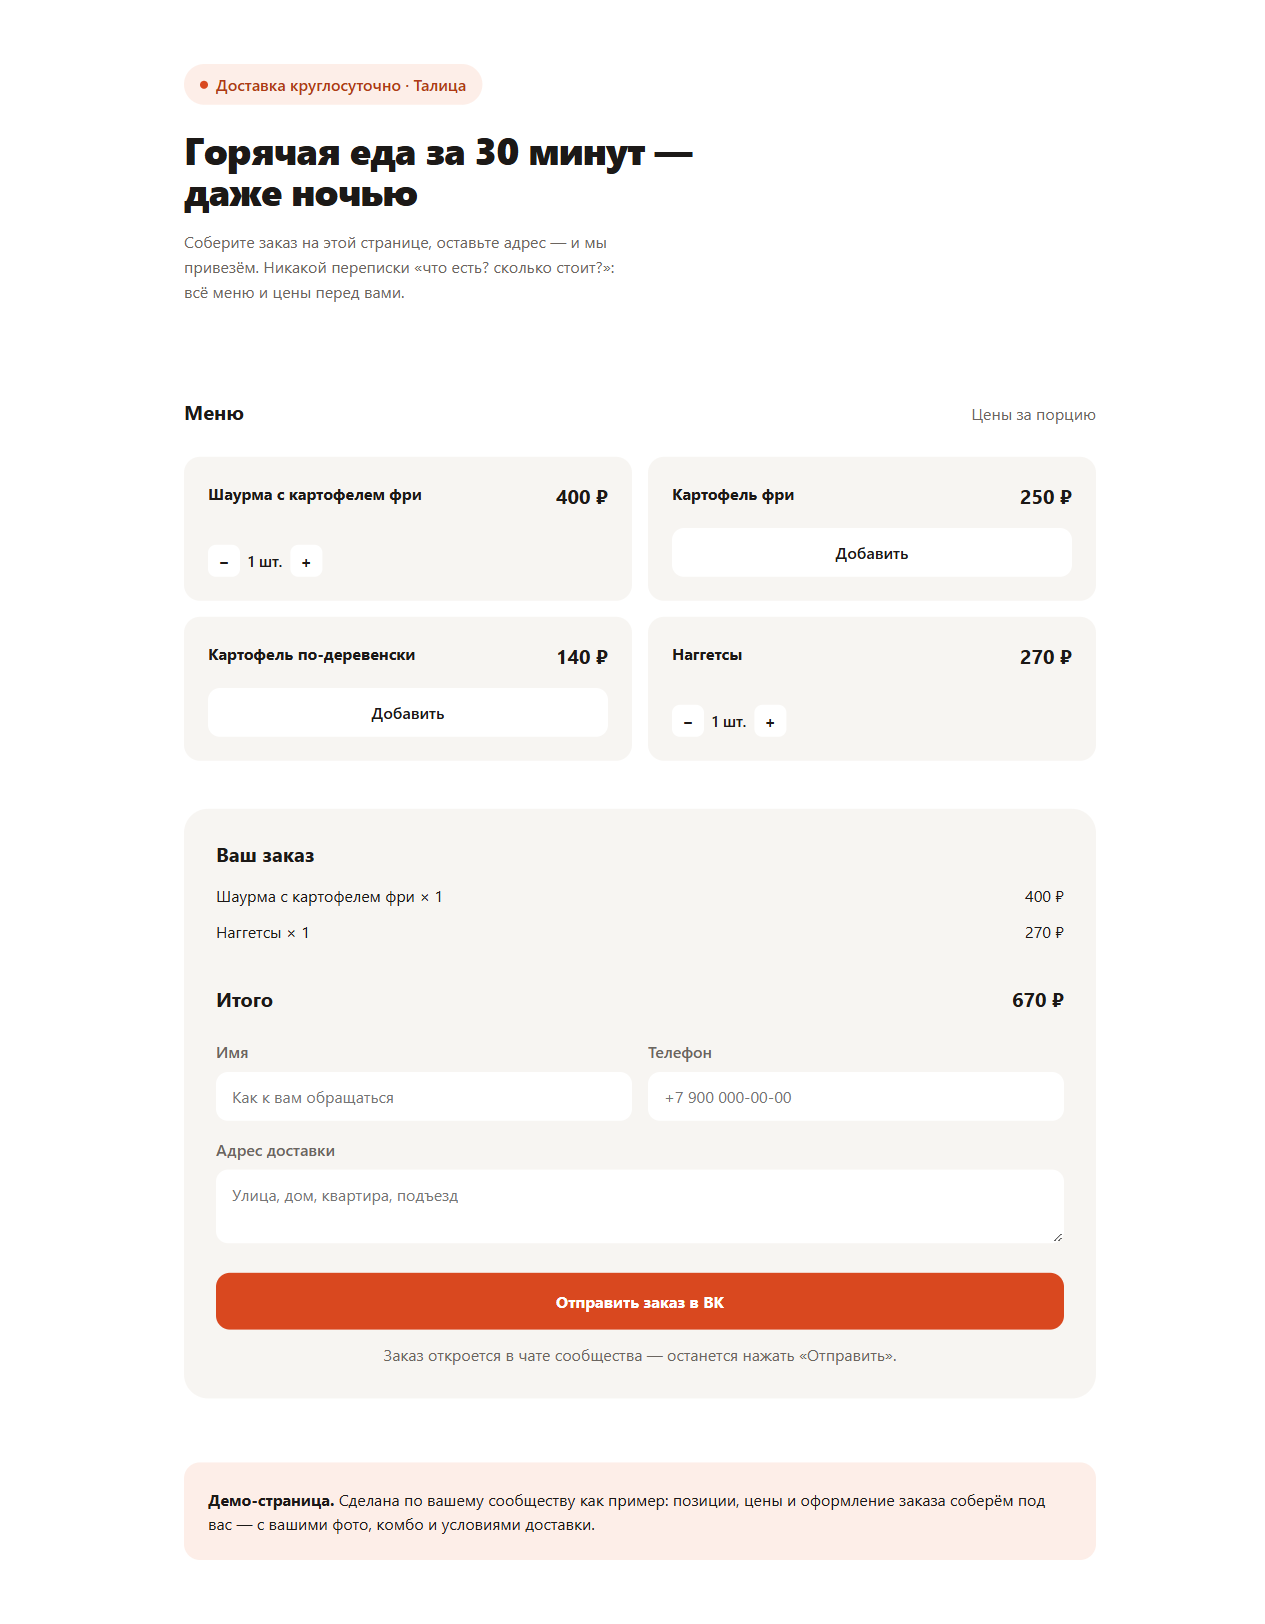 Доставка круглосуточно · Талица
Горячая еда за 30 минут —
даже ночью
Соберите заказ на этой странице, оставьте адрес — и мы
привезём. Никакой переписки «что есть? сколько стоит?»:
всё меню и цены перед вами.
Меню
Цены за порцию
Шаурма с картофелем фри
400 ₽
− 1 шт. +
Картофель фри
250 ₽
Добавить
Картофель по-деревенски
140 ₽
Добавить
Наггетсы
270 ₽
− 1 шт. +
Ваш заказ
Шаурма с картофелем фри × 1
400 ₽
Наггетсы × 1
270 ₽
Итого
670 ₽
Имя
Как к вам обращаться
Телефон
+7 900 000-00-00
Адрес доставки
Улица, дом, квартира, подъезд
Отправить заказ в ВК
Заказ откроется в чате сообщества — останется нажать «Отправить».
Демо-страница. Сделана по вашему сообществу как пример: позиции, цены и оформление заказа соберём под
вас — с вашими фото, комбо и условиями доставки.